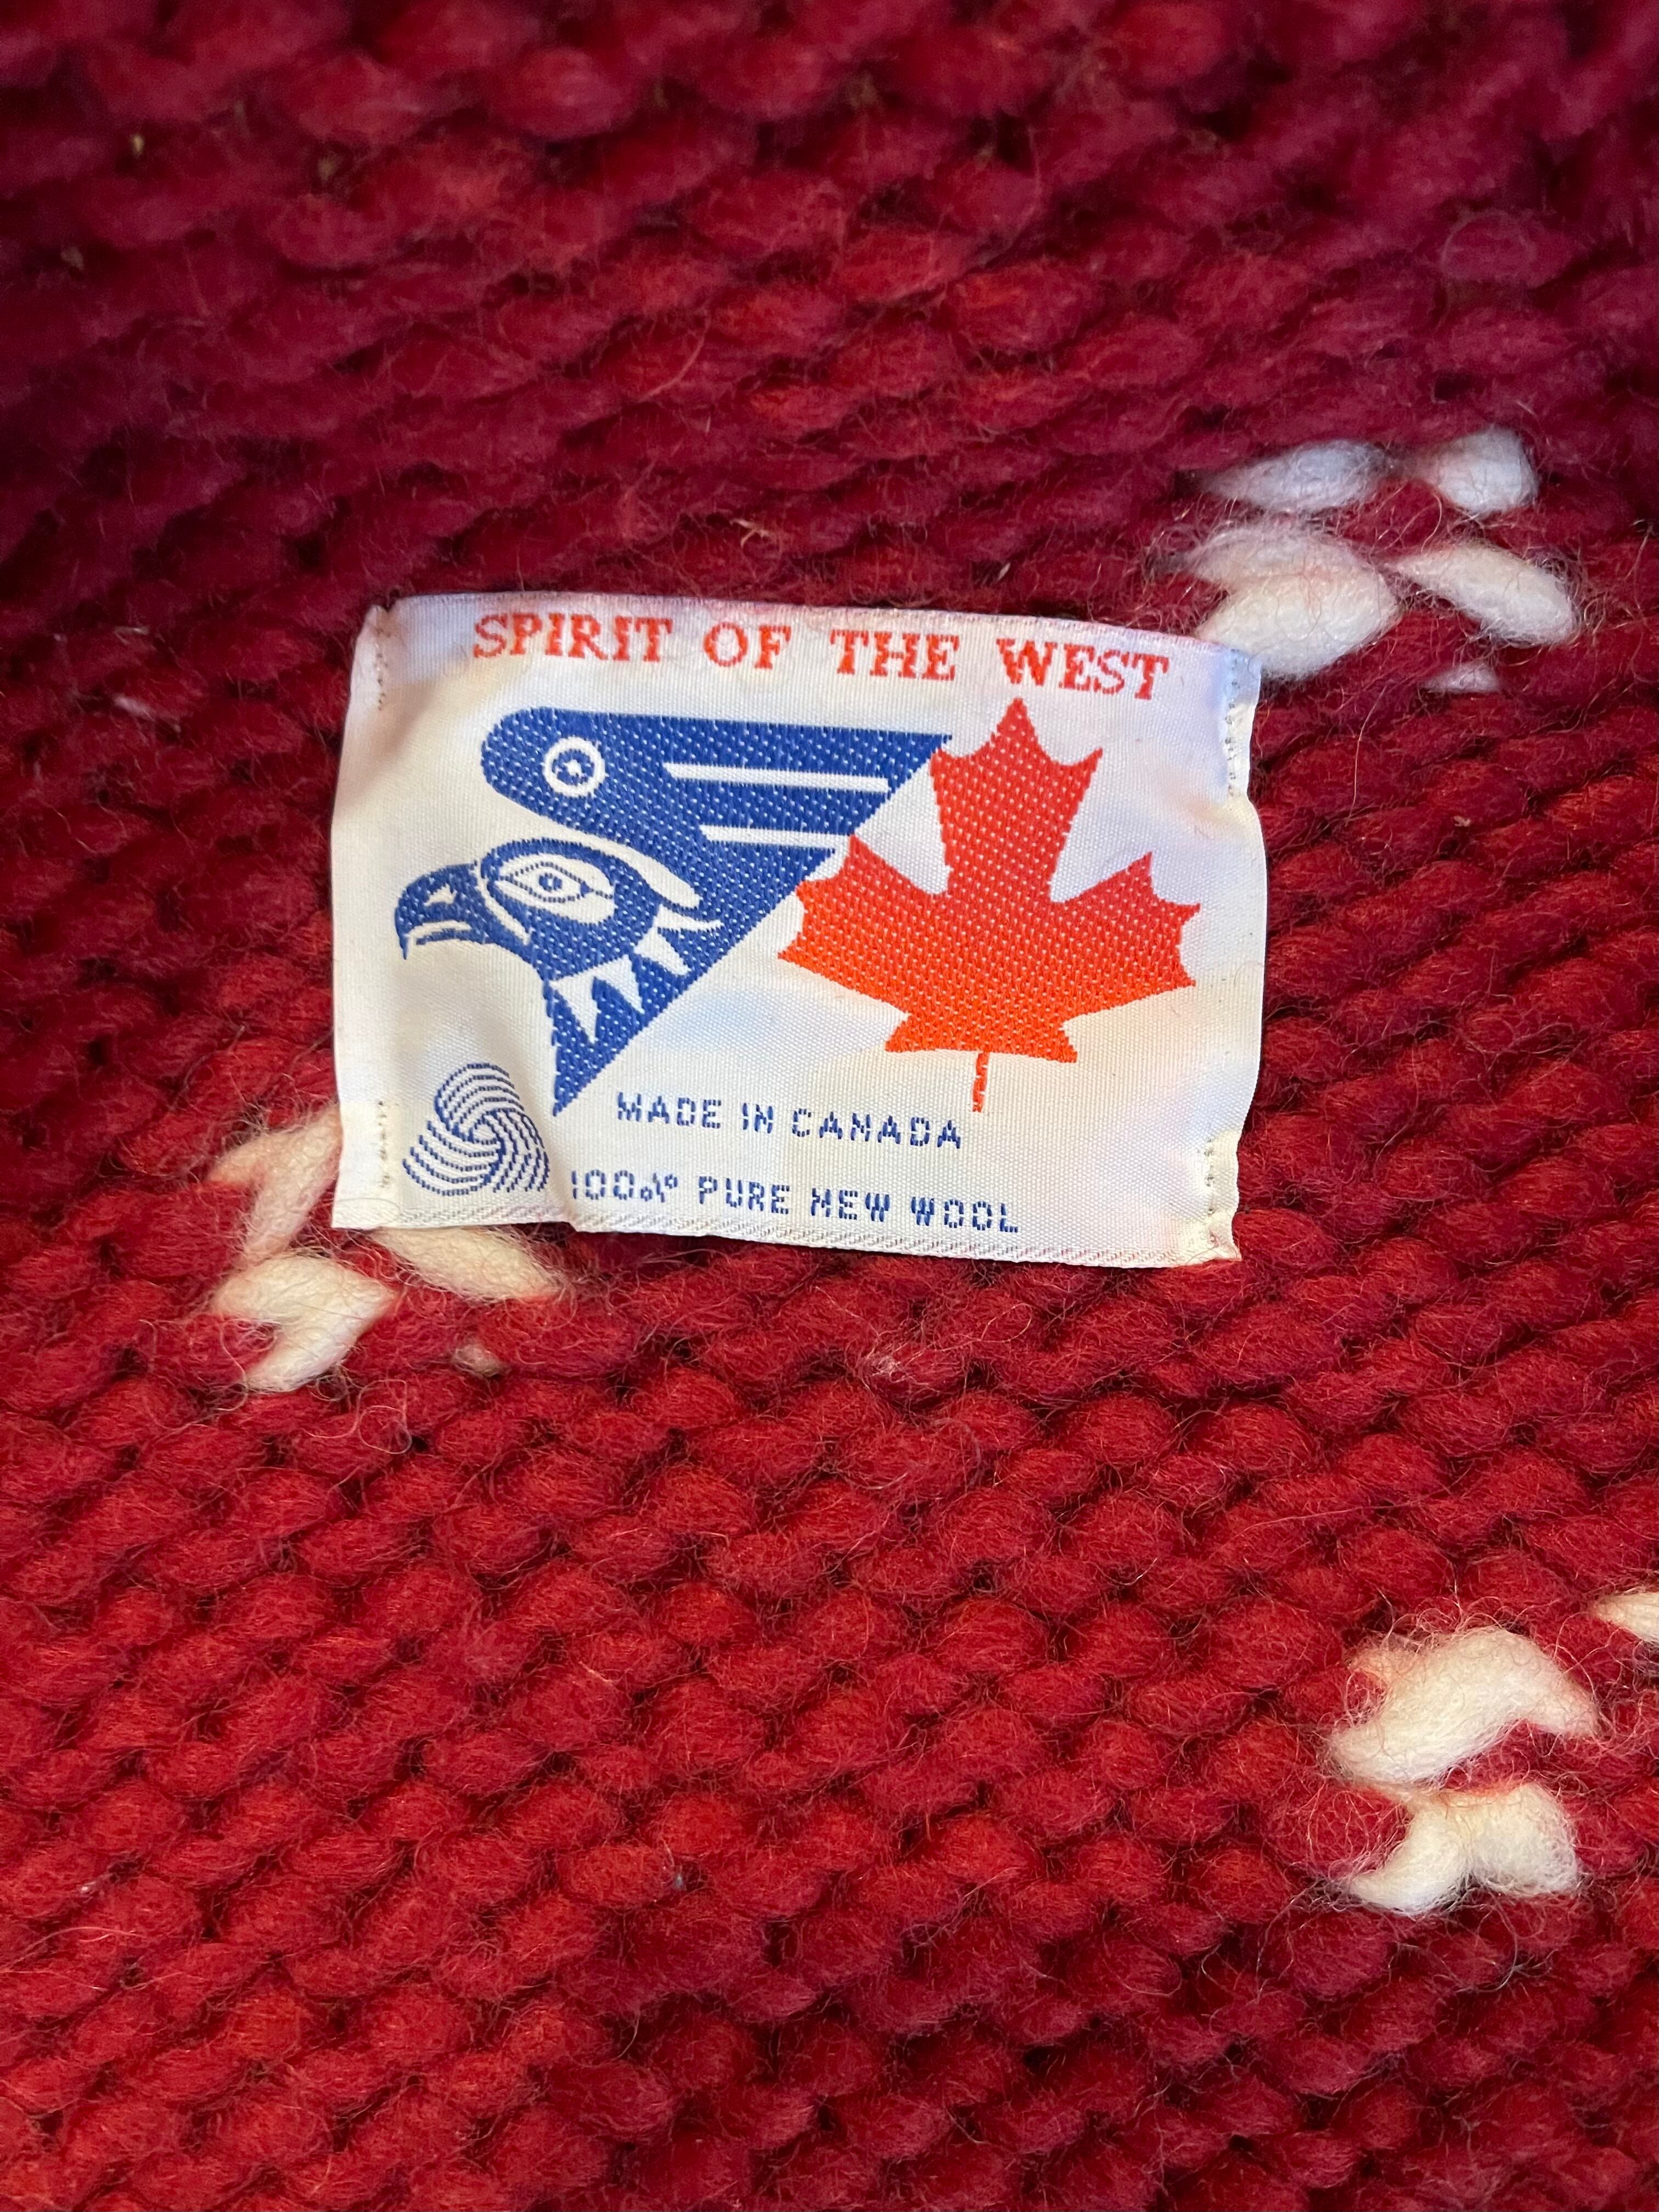 SPIRIT OF THE WEST
MADE IN CANADA
100% PURE NEW WOOL